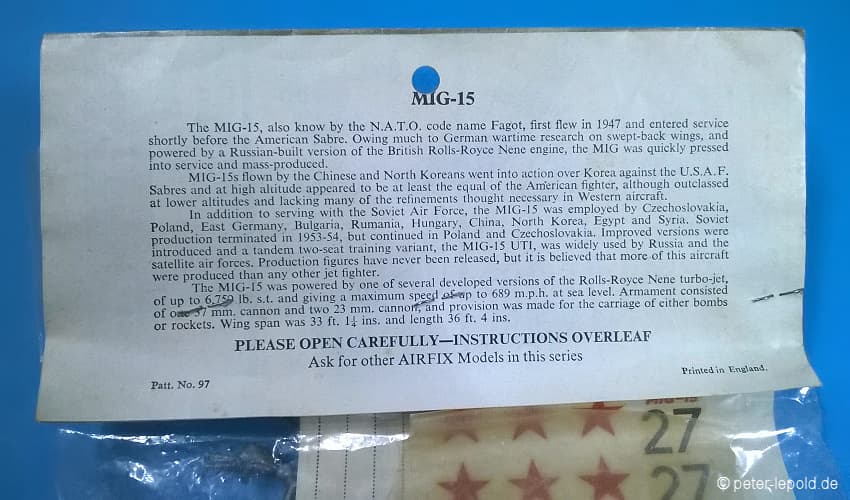 MIG-15
The MIG-15, also know by the N.A.T.O. code name Fagot, first flew in 1947 and entered service
shortly before the American Sabre. Owing much to German wartime research on swept-back wings, and
powered by a Russian-built version of the British Rolls-Royce Nene engine, the MIG was quickly pressed
into service and mass-produced.
MIG-15s flown by the Chinese and North Koreans went into action over Korea against the U.S.A.F.
Sabres and at high altitude appeared to be at least the equal of the American fighter, although outclassed
at lower altitudes and lacking many of the refinements thought necessary in Western aircraft.
In addition to serving with the Soviet Air Force, the MIG-15 was employed by Czechoslovakia,
Poland, East Germany, Bulgaria, Rumania, Hungary, China, North Korea, Egypt and Syria. Soviet
production terminated in 1953-54, but continued in Poland and Czechoslovakia. Improved versions were
introduced and a tandem two-seat training variant, the MIG-15 UTI, was widely used by Russia and the
satellite air forces. Production figures have never been released, but it is believed that more of this aircraft
were produced than any other jet fighter.
The MIG-15 was powered by one of several developed versions of the Rolls-Royce Nene turbo-jet,
of up to 6,750 lb. s.t. and giving a maximum speed of up to 689 m.p.h. at sea level. Armament consisted
of one 37 mm. cannon and two 23 mm. cannon, and provision was made for the carriage of either bombs
or rockets. Wing span was 33 ft. 1¼ ins. and length 36 ft. 4 ins.
PLEASE OPEN CAREFULLY—INSTRUCTIONS OVERLEAF
Ask for other AIRFIX Models in this series
Patt. No. 97
Printed in England.
MIG-15
27
27
© peter-lepold.de